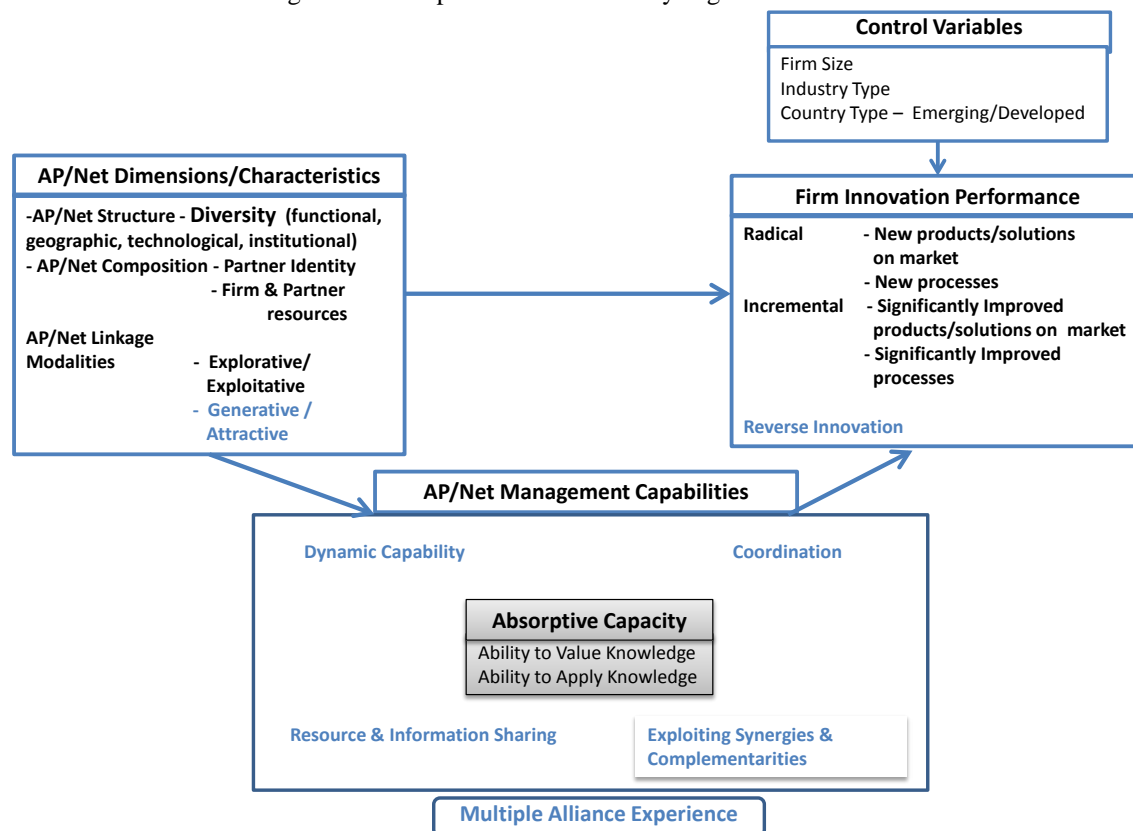 Control Variables
Firm Size
Industry Type
Country Type – Emerging/Developed
AP/Net Dimensions/Characteristics
-AP/Net Structure - Diversity (functional,
geographic, technological, institutional)
- AP/Net Composition - Partner Identity
- Firm & Partner
resources
AP/Net Linkage
Modalities - Explorative/
Exploitative
- Generative /
Attractive
Firm Innovation Performance
Radical - New products/solutions
on market
- New processes
Incremental - Significantly Improved
products/solutions on market
- Significantly Improved
processes
Reverse Innovation
AP/Net Management Capabilities
Dynamic Capability Coordination
Absorptive Capacity
Ability to Value Knowledge
Ability to Apply Knowledge
Resource & Information Sharing
Exploiting Synergies &
Complementarities
Multiple Alliance Experience